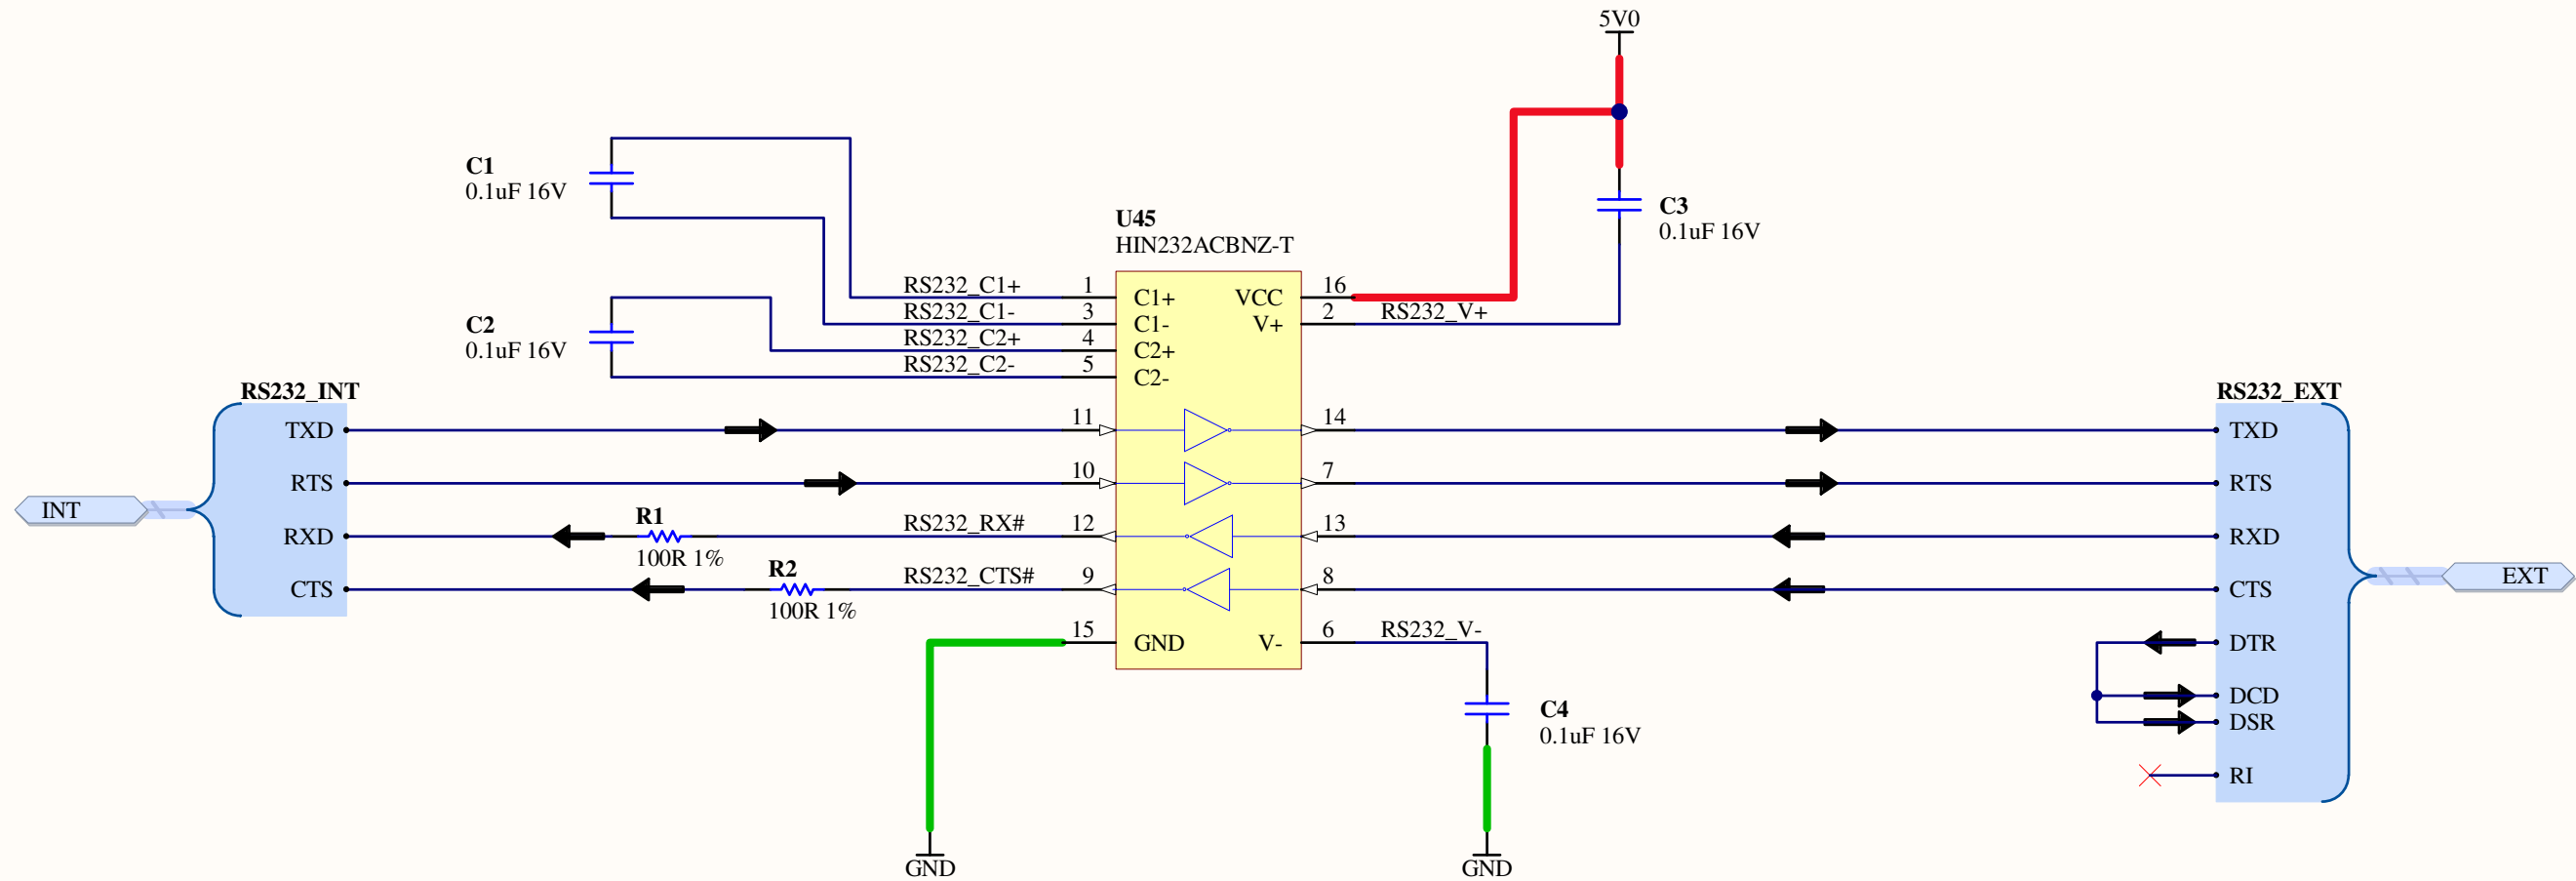 5V0
C1
0.1uF 16V
C3
0.1uF 16V
U45
HIN232ACBNZ-T
RS232_C1+ 1 C1+ VCC 16
RS232_C1- 3 C1- V+ 2 RS232_V+
C2
0.1uF 16V
RS232_C2+ 4 C2+
RS232_C2- 5 C2-
RS232_INT
RS232_EXT
TXD 11 14 TXD
RTS 10 7 RTS
INT
RXD R1 RS232_RX# 12 13 RXD
100R 1%
CTS R2 RS232_CTS# 9 8 CTS
100R 1%
EXT
15 GND V- 6 RS232_V- DTR
DCD
C4
0.1uF 16V
DSR
RI
GND
GND